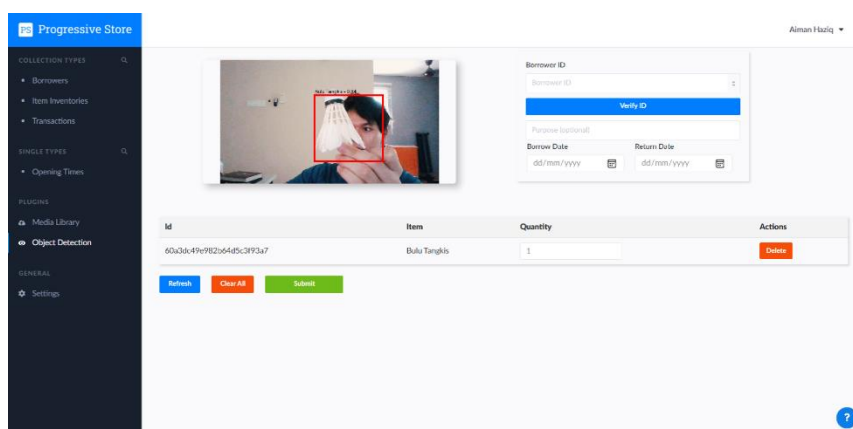 PS Progressive Store
Aiman Haziq
COLLECTION TYPES
Borrowers
Item Inventories
Transactions
SINGLE TYPES
Opening Times
PLUGINS
Media Library
Object Detection
GENERAL
Settings
Borrower ID
Borrower ID
Verify ID
Purpose (optional)
Borrow Date Return Date
dd/mm/yyyy dd/mm/yyyy
Id Item Quantity Actions
60a3dc49e982b64d5c3f93a7 Bulu Tangkis 1 Delete
Refresh Clear All Submit
?